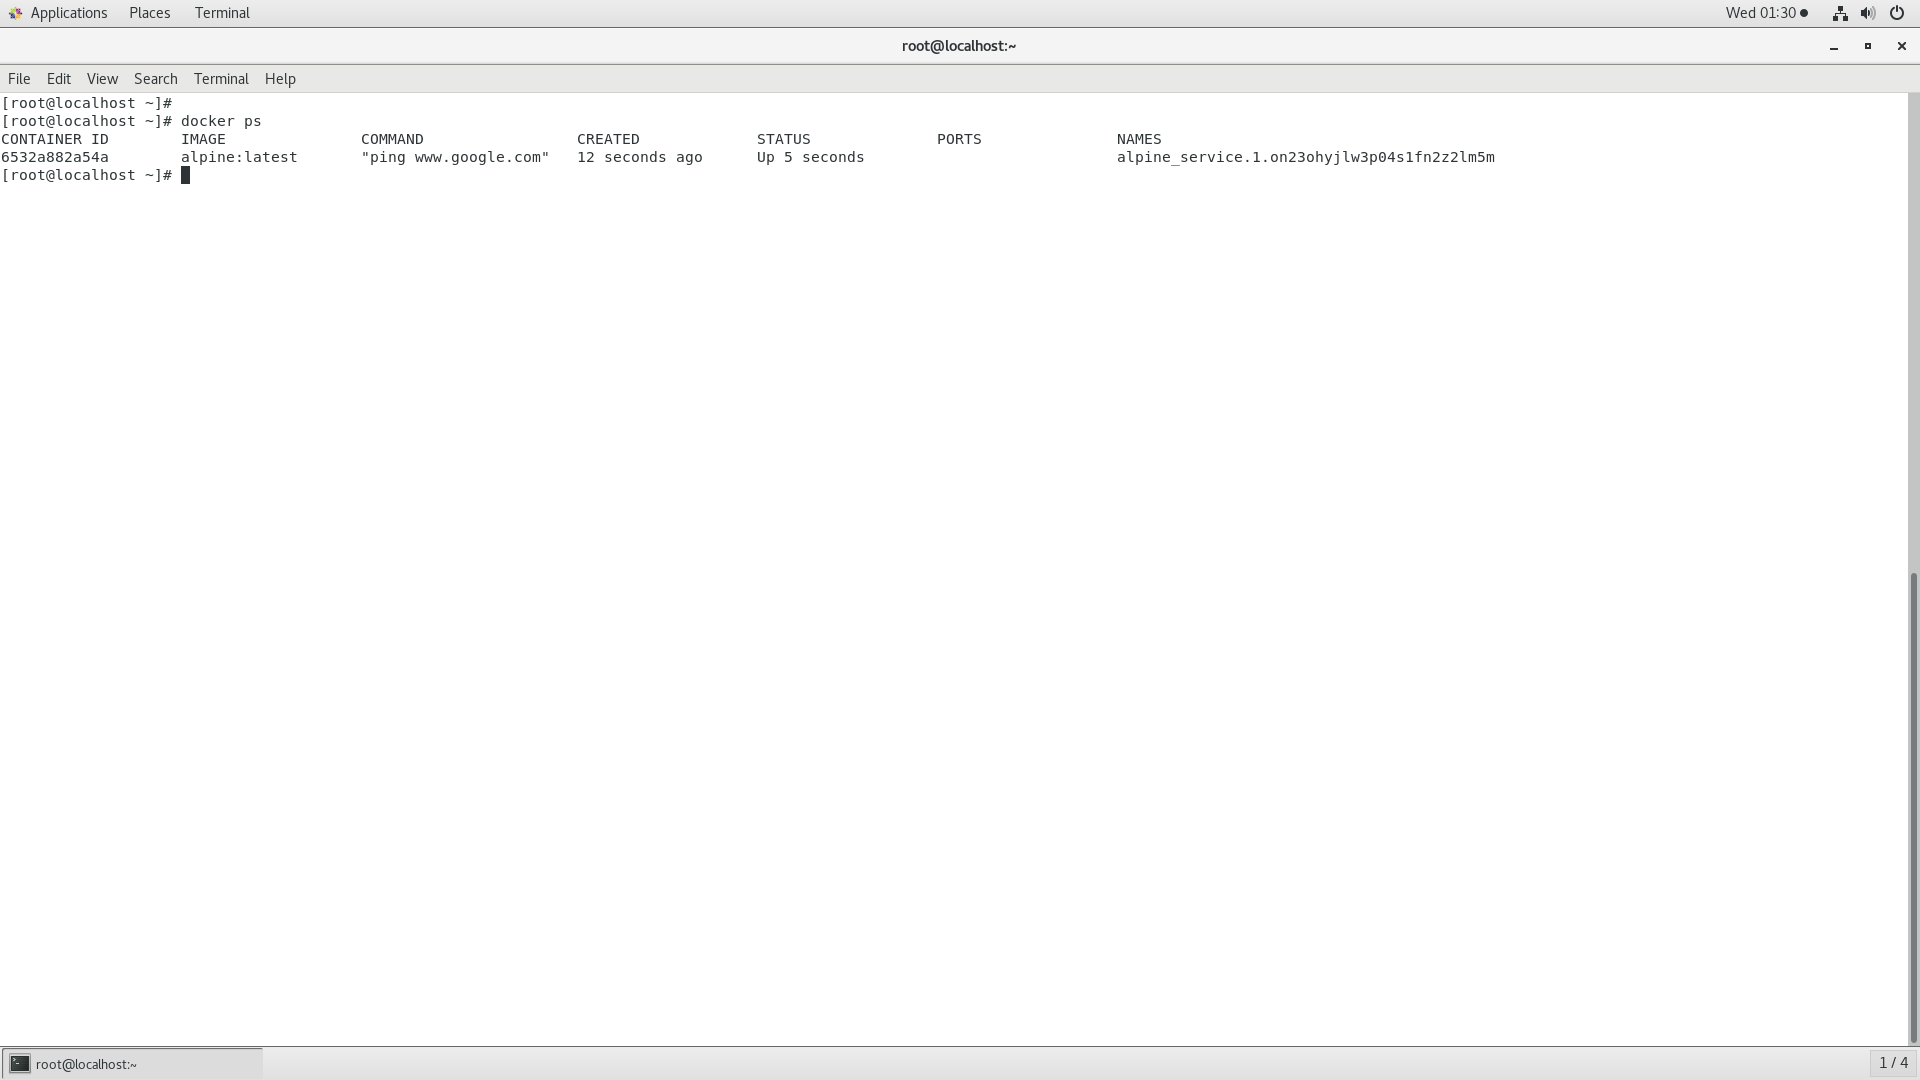 Applications Places Terminal Wed 01:30
root@localhost:~
File Edit View Search Terminal Help
[root@localhost ~]#
[root@localhost ~]# docker ps
CONTAINER ID IMAGE COMMAND CREATED STATUS PORTS NAMES
6532a882a54a alpine:latest "ping www.google.com" 12 seconds ago Up 5 seconds alpine_service.1.on23ohyjlw3p04s1fn2z2lm5m
[root@localhost ~]#
root@localhost:~ 1 / 4